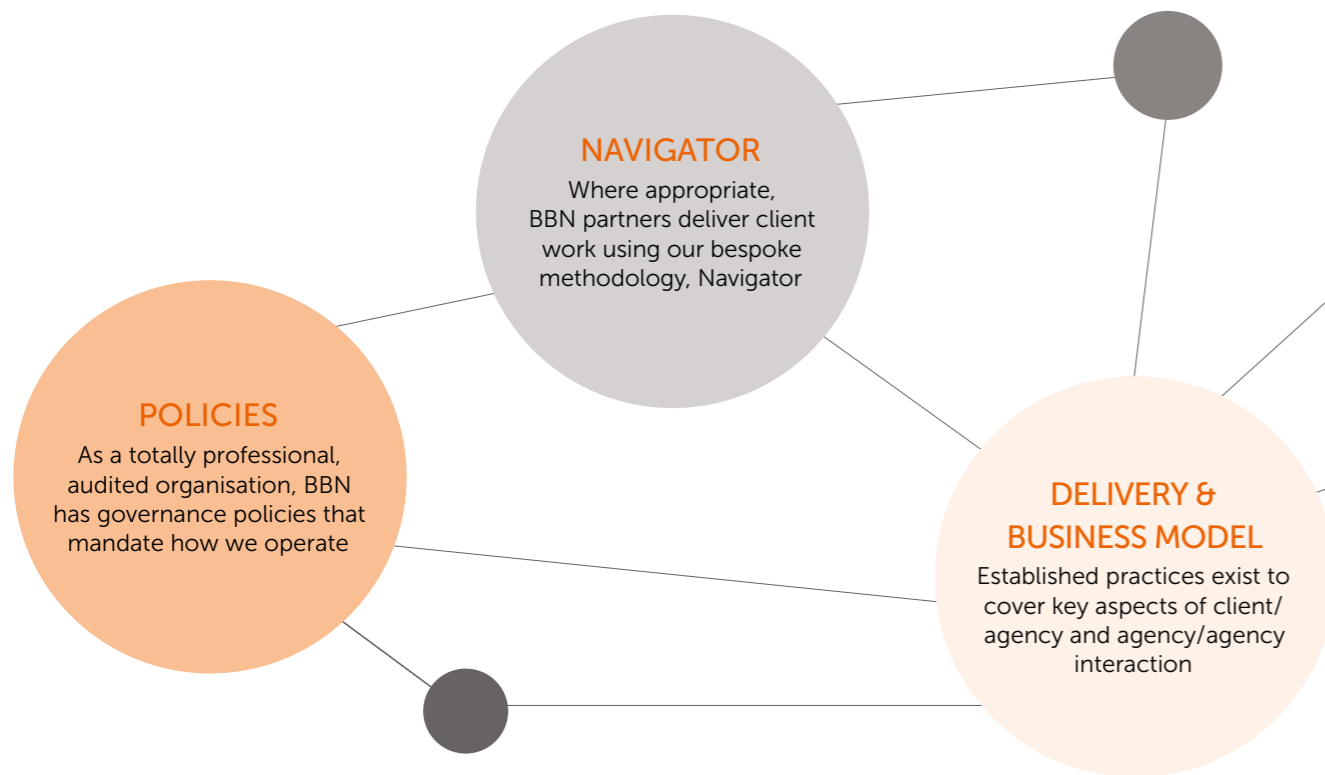 NAVIGATOR
Where appropriate,
BBN partners deliver client
work using our bespoke
methodology, Navigator
POLICIES
As a totally professional,
audited organisation, BBN
has governance policies that
mandate how we operate
DELIVERY &
BUSINESS MODEL
Established practices exist to
cover key aspects of client/
agency and agency/agency
interaction